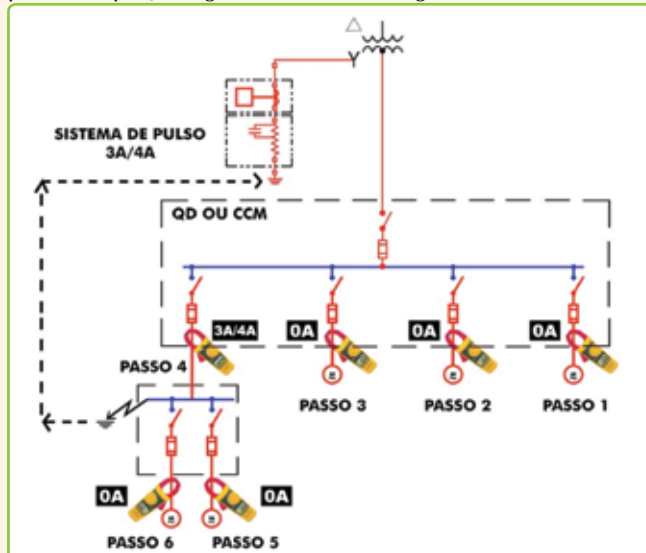 SISTEMA DE PULSO
3A/4A
QD OU CCM
3A/4A
0A
0A
0A
PASSO 4
PASSO 3
PASSO 2
PASSO 1
0A
0A
PASSO 6
PASSO 5